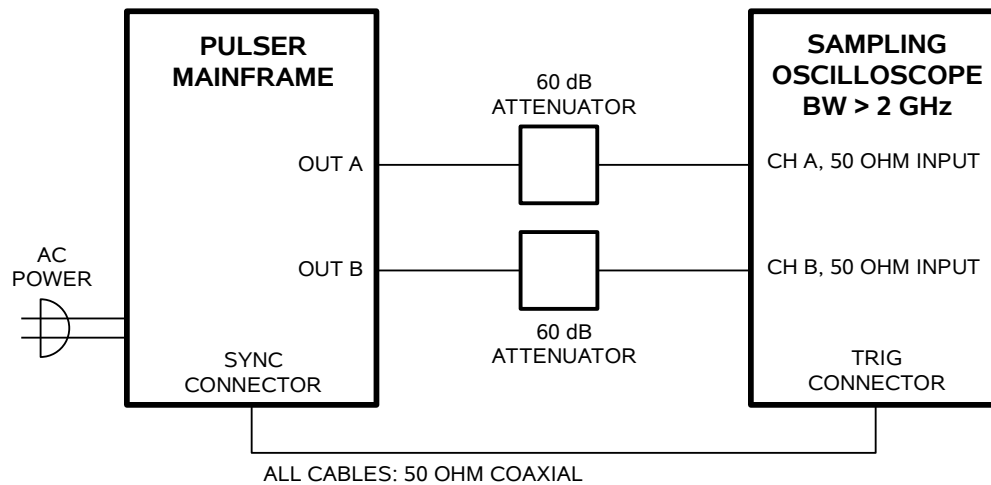 PULSER
MAINFRAME
OUT A
OUT B
SYNC
CONNECTOR
AC
POWER
60 dB
ATTENUATOR
60 dB
ATTENUATOR
SAMPLING
OSCILLOSCOPE
BW > 2 GHz
CH A, 50 OHM INPUT
CH B, 50 OHM INPUT
TRIG
CONNECTOR
ALL CABLES: 50 OHM COAXIAL